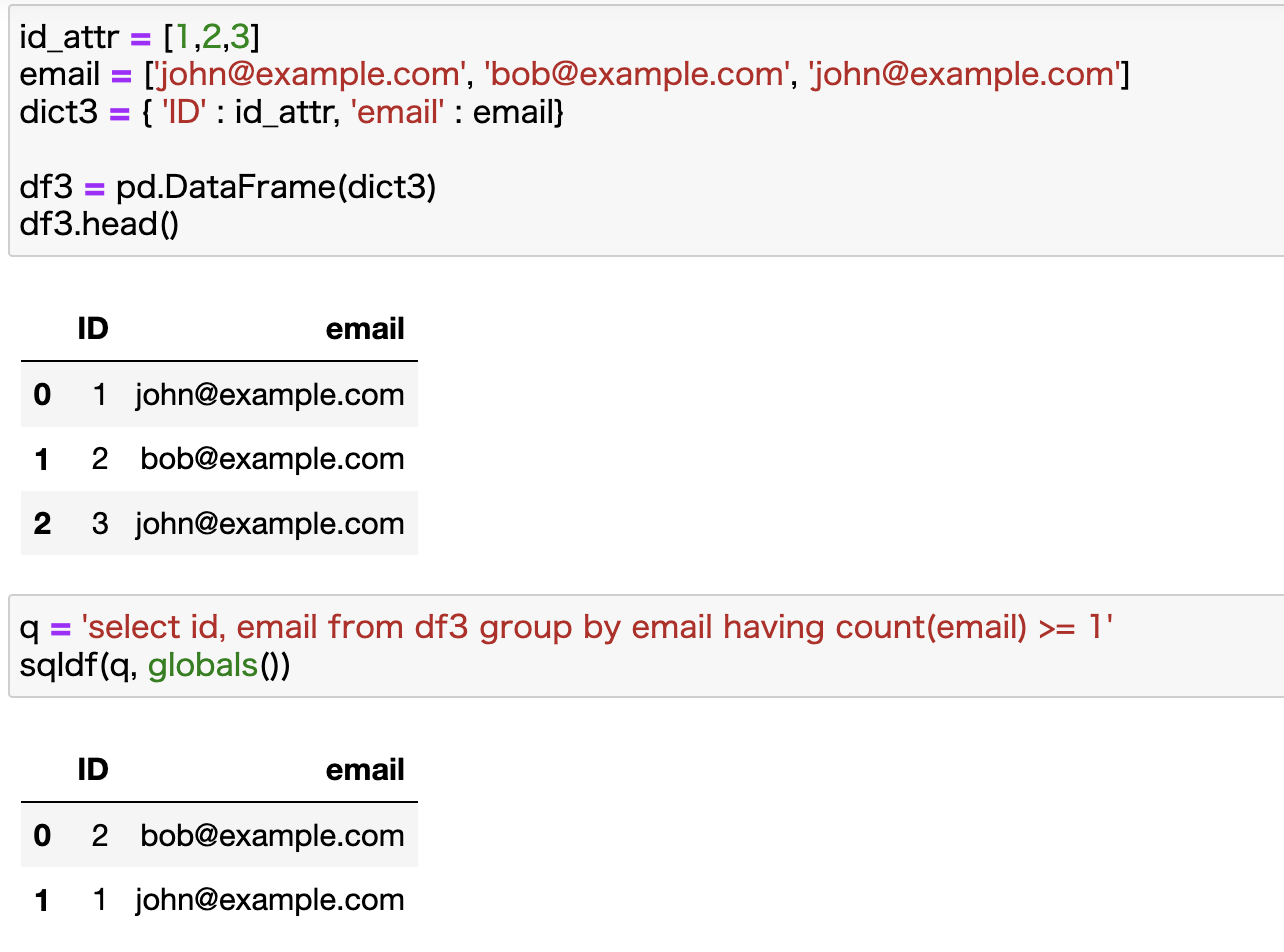 id_attr = [1,2,3]
email = ['john@example.com', 'bob@example.com', 'john@example.com']
dict3 = { 'ID' : id_attr, 'email' : email}
df3 = pd.DataFrame(dict3)
df3.head()
ID email
0 1 john@example.com
1 2 bob@example.com
2 3 john@example.com
q = 'select id, email from df3 group by email having count(email) >= 1'
sqldf(q, globals())
ID email
0 2 bob@example.com
1 1 john@example.com